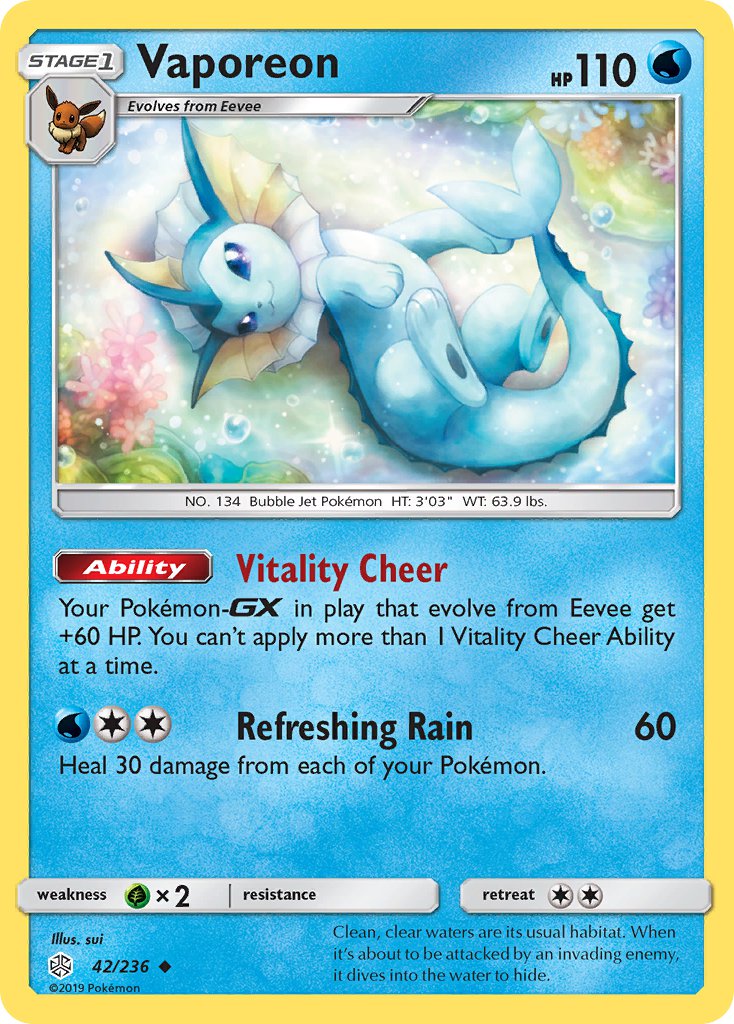 STAGE 1
Vaporeon
HP 110
Evolves from Eevee
NO. 134 Bubble Jet Pokémon HT: 3'03" WT: 63.9 lbs.
Ability Vitality Cheer
Your Pokémon-GX in play that evolve from Eevee get
+60 HP. You can't apply more than 1 Vitality Cheer Ability
at a time.
Refreshing Rain 60
Heal 30 damage from each of your Pokémon.
weakness ×2 resistance retreat
Illus. sui
42/236
©2019 Pokémon
Clean, clear waters are its usual habitat. When
it's about to be attacked by an invading enemy,
it dives into the water to hide.